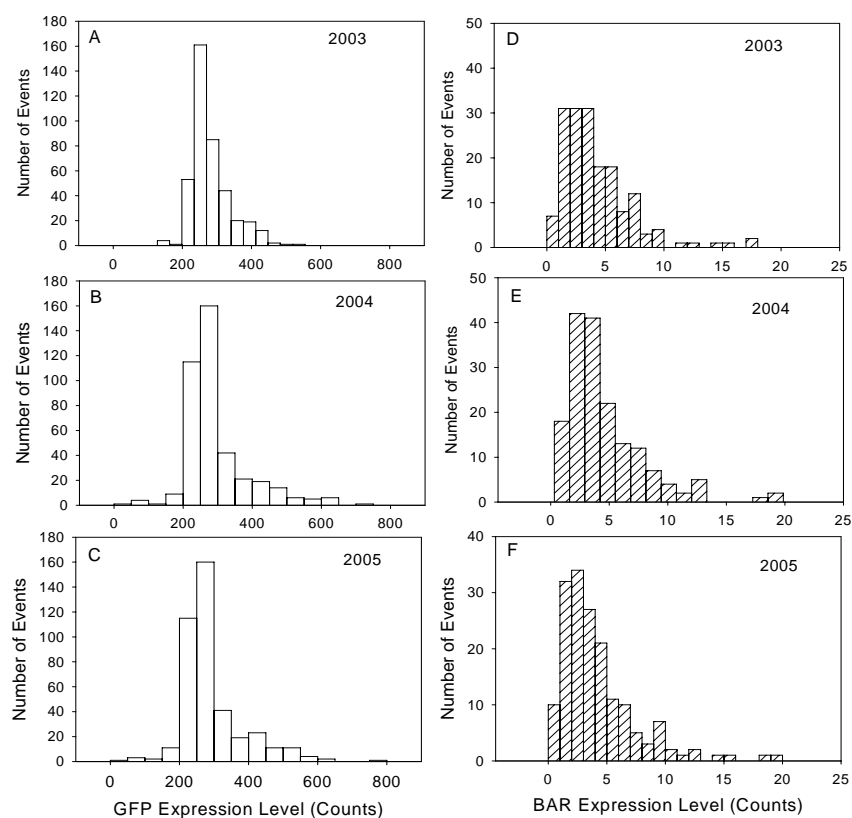 A 2003
180
160
140
120
100
80
60
40
20
0
Number of Events
0 200 400 600 800
D 2003
50
40
30
20
10
0
Number of Events
0 5 10 15 20 25
B 2004
180
160
140
120
100
80
60
40
20
0
Number of Events
0 200 400 600 800
E 2004
50
40
30
20
10
0
Number of Events
0 5 10 15 20 25
C 2005
180
160
140
120
100
80
60
40
20
0
Number of Events
0 200 400 600 800
GFP Expression Level (Counts)
F 2005
40
30
20
10
0
Number of Events
0 5 10 15 20 25
BAR Expression Level (Counts)